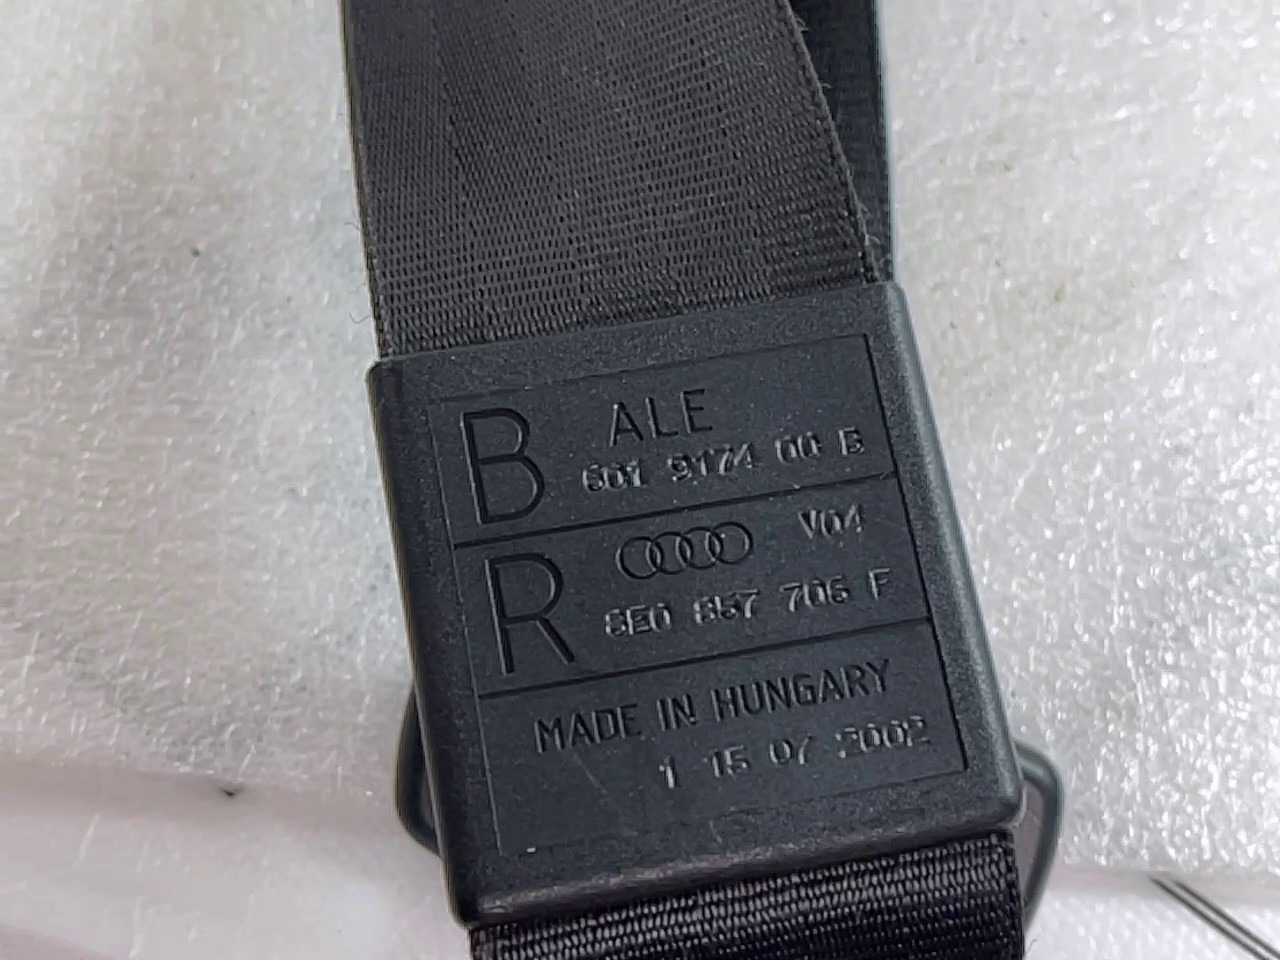 B ALE
601 9174 00 B
V04
R 8E0 857 706 F
MADE IN HUNGARY
1 15 07 2002